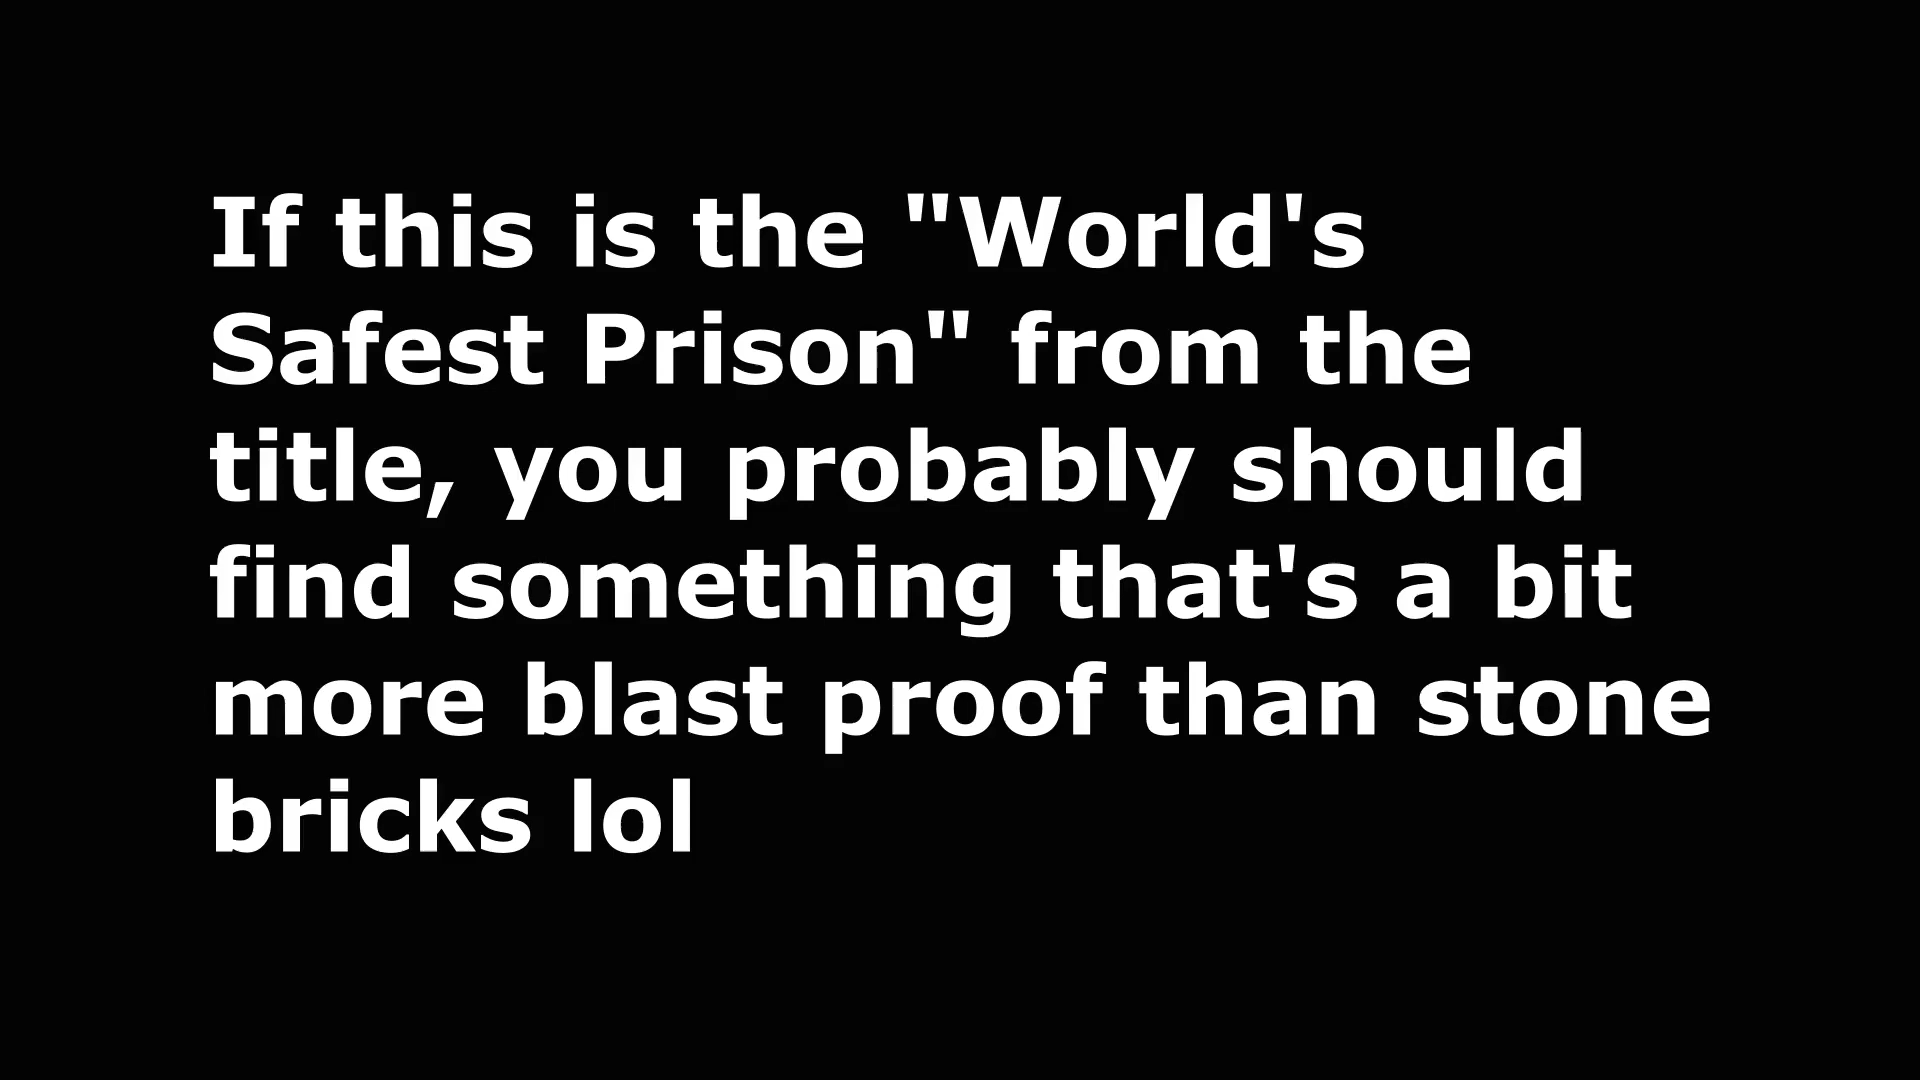 If this is the "World's
Safest Prison" from the
title, you probably should
find something that's a bit
more blast proof than stone
bricks lol